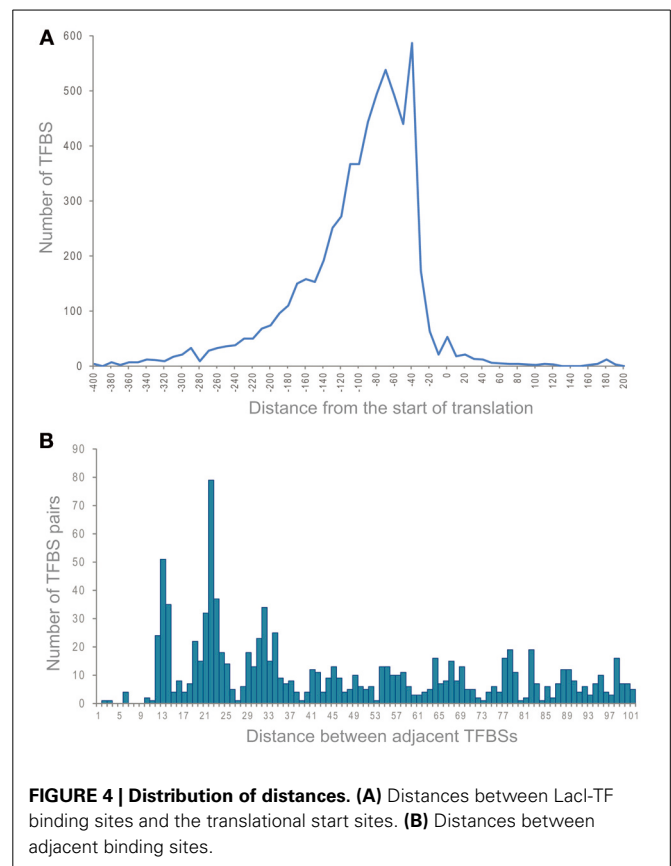 A
600
500
400
300
200
100
0
Number of TFBS
-400 -380 -360 -340 -320 -300 -280 -260 -240 -220 -200 -180 -160 -140 -120 -100 -80 -60 -40 -20 0 20 40 60 80 100 120 140 160 180 200
Distance from the start of translation
B
90
80
70
60
50
40
30
20
10
0
Number of TFBS pairs
1 5 9 13 17 21 25 29 33 37 41 45 49 53 57 61 65 69 73 77 81 85 89 93 97 101
Distance between adjacent TFBSs
FIGURE 4 | Distribution of distances. (A) Distances between LacI-TF
binding sites and the translational start sites. (B) Distances between
adjacent binding sites.